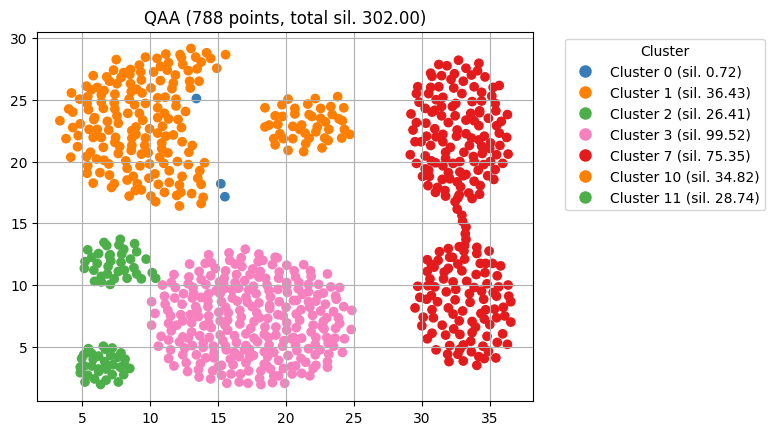 QAA (788 points, total sil. 302.00)
30
25
20
15
10
5
5 10 15 20 25 30 35
Cluster
Cluster 0 (sil. 0.72)
Cluster 1 (sil. 36.43)
Cluster 2 (sil. 26.41)
Cluster 3 (sil. 99.52)
Cluster 7 (sil. 75.35)
Cluster 10 (sil. 34.82)
Cluster 11 (sil. 28.74)